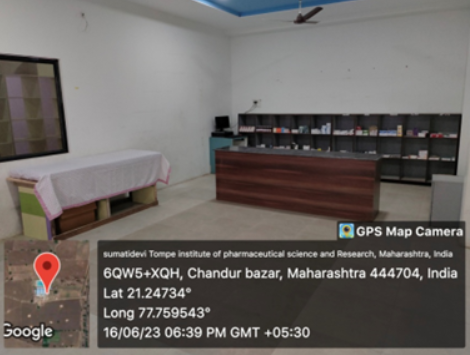 GPS Map Camera
sumatidevi Tompe institute of pharmaceutical science and Research, Maharashtra, India
6QW5+XQH, Chandur bazar, Maharashtra 444704, India
Lat 21.24734°
Long 77.759543°
16/06/23 06:39 PM GMT +05:30
Google